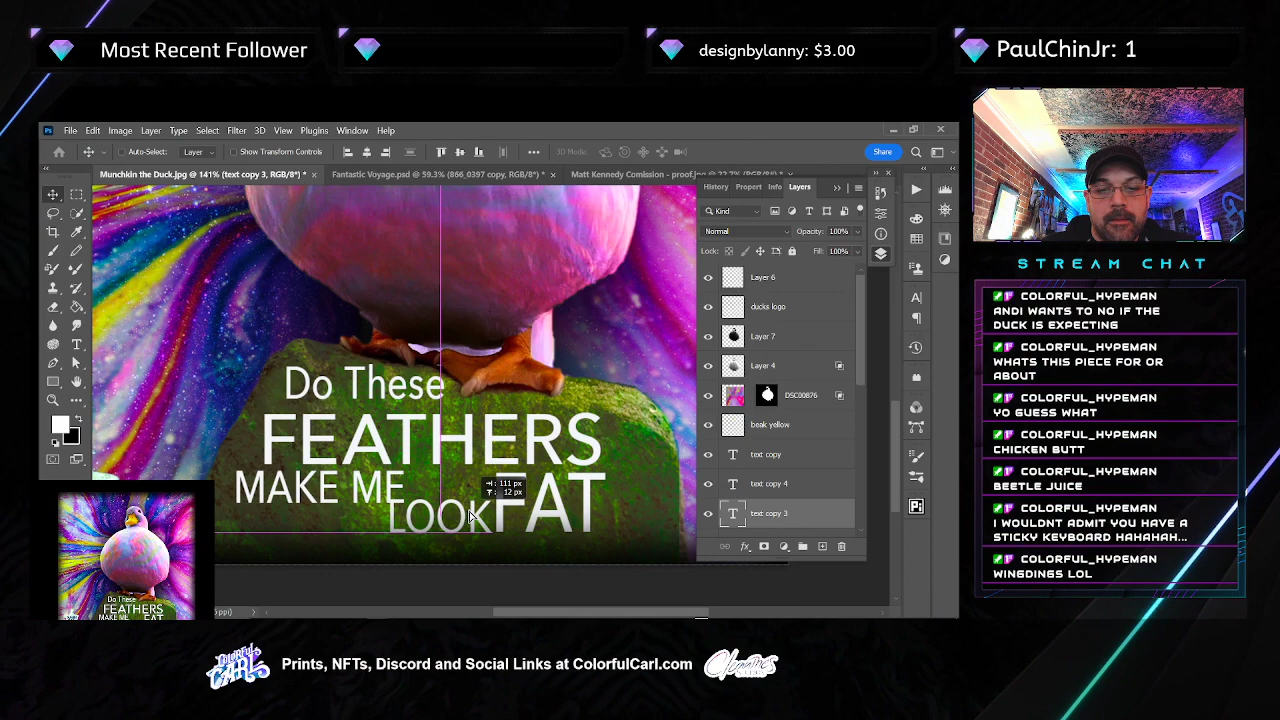 Most Recent Follower
designbylanny: $3.00
PaulChinJr: 1
File Edit Image Layer Type Select Filter 3D View Plugins Window Help
Auto-Select: Layer Show Transform Controls 3D Mode: Share
Munchkin the Duck.jpg @ 141% (text copy 3, RGB/8*) * Fantastic Voyage.psd @ 59.3% (866_0397 copy, RGB/8*) *
History Propert Info Layers
Kind
Normal Opacity: 100%
Lock: Fill: 100%
Layer 6
ducks logo
Layer 7
Layer 4
DSC00876
beak yellow
text copy
text copy 4
text copy 3
Do These
FEATHERS
MAKE ME
LOOK FAT
111 px
12 px
Do These
FEATHERS
MAKE ME FAT
STREAM CHAT
COLORFUL_HYPEMAN
ANDI WANTS TO NO IF THE
DUCK IS EXPECTING
COLORFUL_HYPEMAN
WHATS THIS PIECE FOR OR
ABOUT
COLORFUL_HYPEMAN
YO GUESS WHAT
COLORFUL_HYPEMAN
CHICKEN BUTT
COLORFUL_HYPEMAN
BEETLE JUICE
COLORFUL_HYPEMAN
I WOULDNT ADMIT YOU HAVE A
STICKY KEYBOARD HAHAHAH...
COLORFUL_HYPEMAN
WINGDINGS LOL
COLORFUL CARL
Prints, NFTs, Discord and Social Links at ColorfulCarl.com